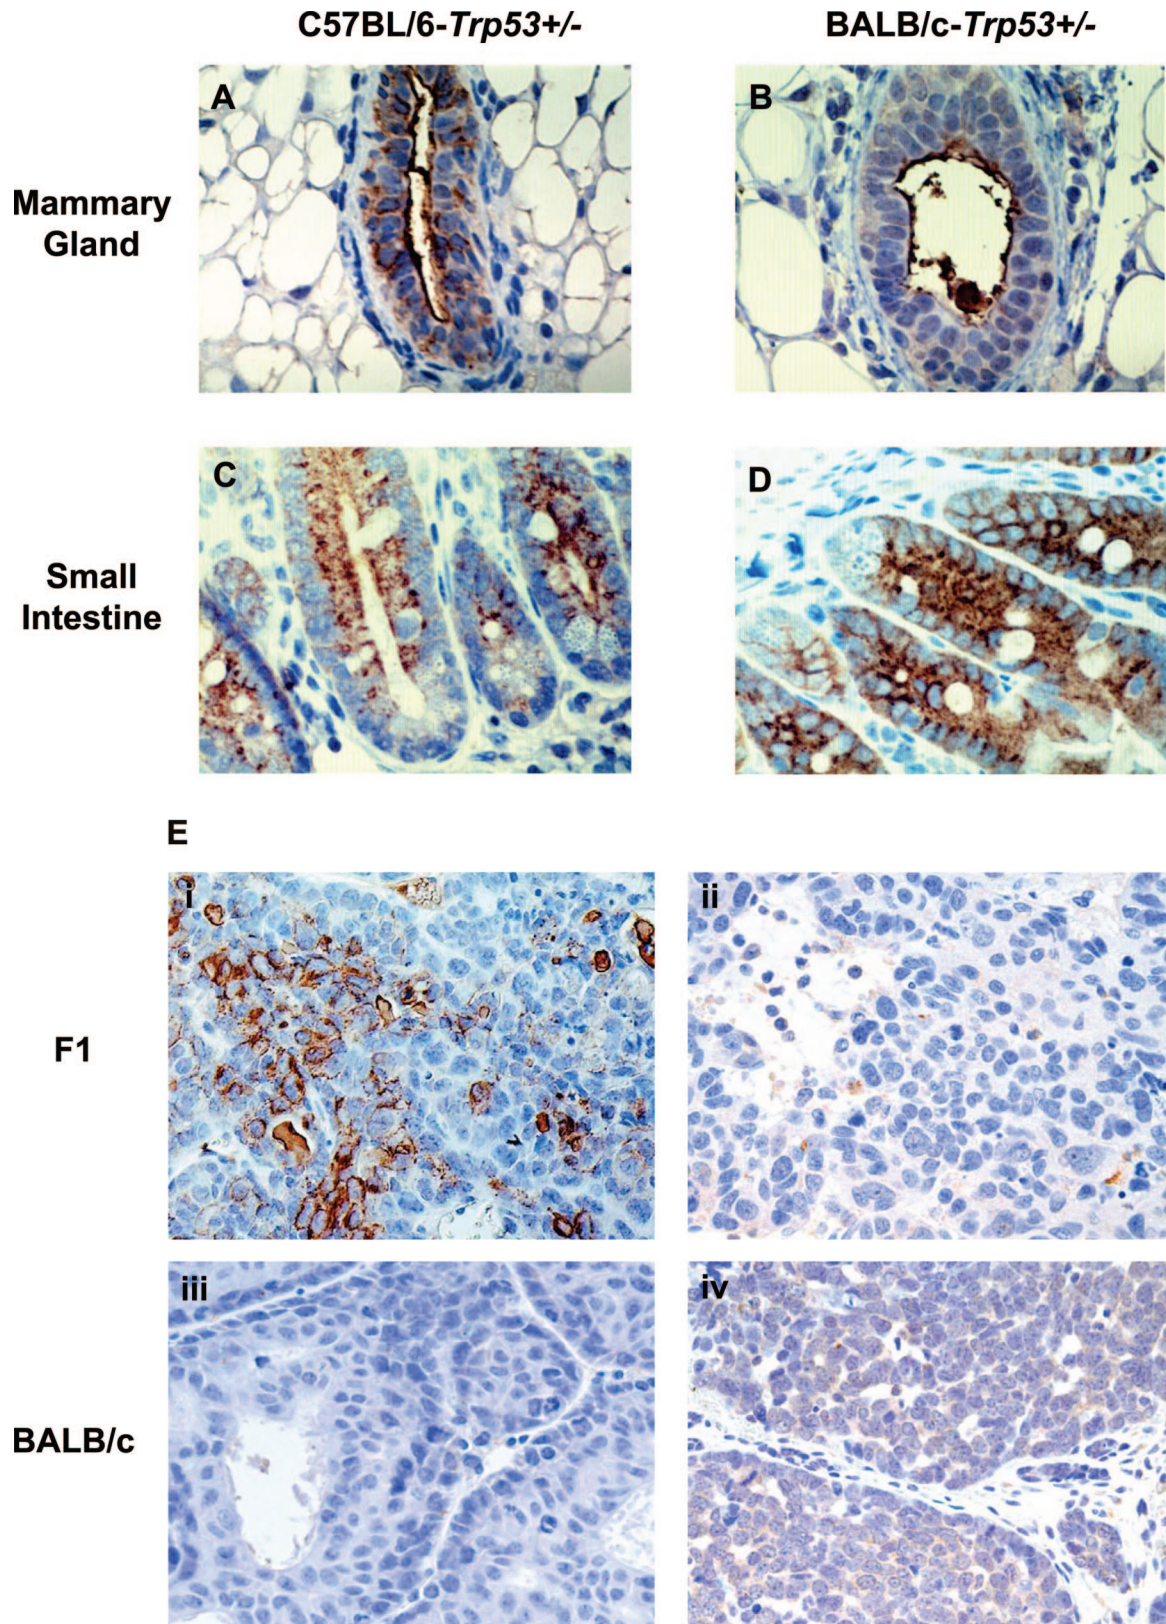 C57BL/6-Trp53+/-
BALB/c-Trp53+/-
A
B
Mammary
Gland
C
D
Small
Intestine
E
i
ii
F1
iii
iv
BALB/c